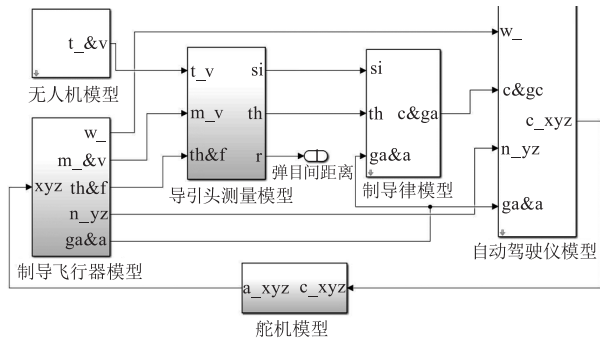 t_&v
无人机模型
w_
m_&v
xyz
th&f
n_yz
ga&a
制导飞行器模型
t_v
si
m_v
th
th&f
r
导引头测量模型
弹目间距离
si
th
c&ga
ga&a
制导律模型
w_
c&gc
c_xyz
n_yz
ga&a
自动驾驶仪模型
a_xyz
c_xyz
舵机模型